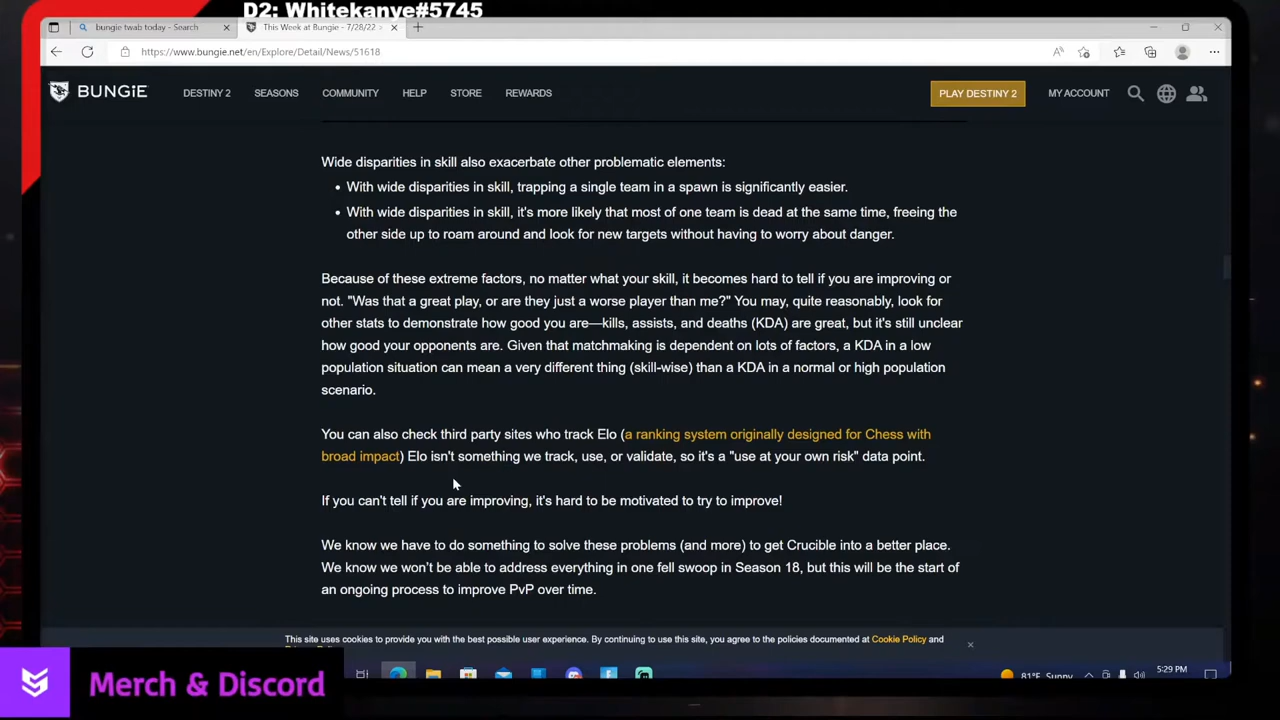 D2: Whitekanye#5745
bungie twab today - Search
This Week at Bungie - 7/28/22
https://www.bungie.net/en/Explore/Detail/News/51618
BUNGiE
DESTINY 2 SEASONS COMMUNITY HELP STORE REWARDS PLAY DESTINY 2 MY ACCOUNT
Wide disparities in skill also exacerbate other problematic elements:
• With wide disparities in skill, trapping a single team in a spawn is significantly easier.
• With wide disparities in skill, it's more likely that most of one team is dead at the same time, freeing the
other side up to roam around and look for new targets without having to worry about danger.
Because of these extreme factors, no matter what your skill, it becomes hard to tell if you are improving or
not. "Was that a great play, or are they just a worse player than me?" You may, quite reasonably, look for
other stats to demonstrate how good you are—kills, assists, and deaths (KDA) are great, but it's still unclear
how good your opponents are. Given that matchmaking is dependent on lots of factors, a KDA in a low
population situation can mean a very different thing (skill-wise) than a KDA in a normal or high population
scenario.
You can also check third party sites who track Elo (a ranking system originally designed for Chess with
broad impact) Elo isn't something we track, use, or validate, so it's a "use at your own risk" data point.
If you can't tell if you are improving, it's hard to be motivated to try to improve!
We know we have to do something to solve these problems (and more) to get Crucible into a better place.
We know we won't be able to address everything in one fell swoop in Season 18, but this will be the start of
an ongoing process to improve PvP over time.
This site uses cookies to provide you with the best possible user experience. By continuing to use this site, you agree to the policies documented at Cookie Policy and
81°F Sunny
5:29 PM
Merch & Discord